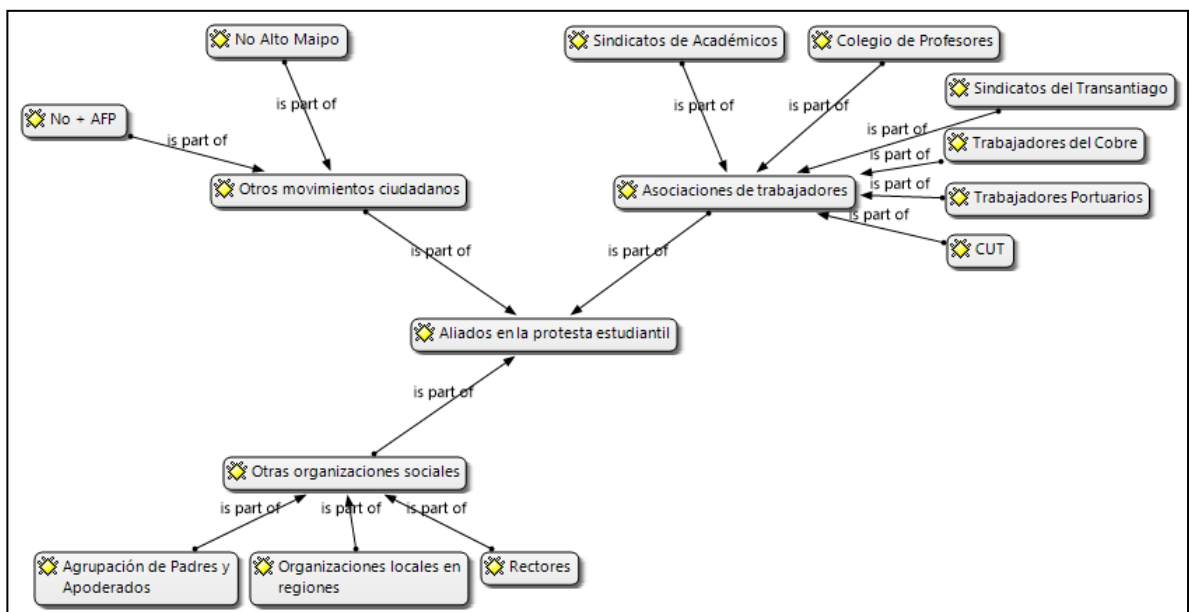 No Alto Maipo
Sindicatos de Académicos
Colegio de Profesores
is part of
is part of
is part of
Sindicatos del Transantiago
No + AFP
is part of
is part of
Trabajadores del Cobre
is part of
Otros movimientos ciudadanos
Asociaciones de trabajadores
is part of
Trabajadores Portuarios
is part of
CUT
is part of
is part of
Aliados en la protesta estudiantil
is part of
Otras organizaciones sociales
is part of
is part of
is part of
Agrupación de Padres y
Apoderados
Organizaciones locales en
regiones
Rectores